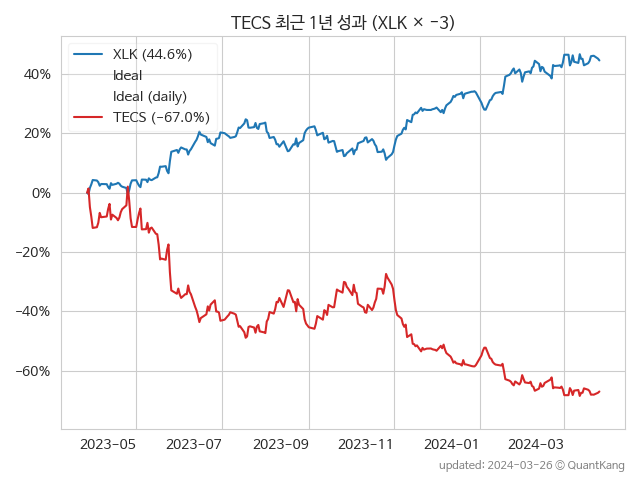 TECS 최근 1년 성과 (XLK × −3)
XLK (44.6%)
Ideal
Ideal (daily)
TECS (−67.0%)
40%
20%
0%
−20%
−40%
−60%
2023−05
2023−07
2023−09
2023−11
2024−01
2024−03
updated: 2024-03-26 © QuantKang